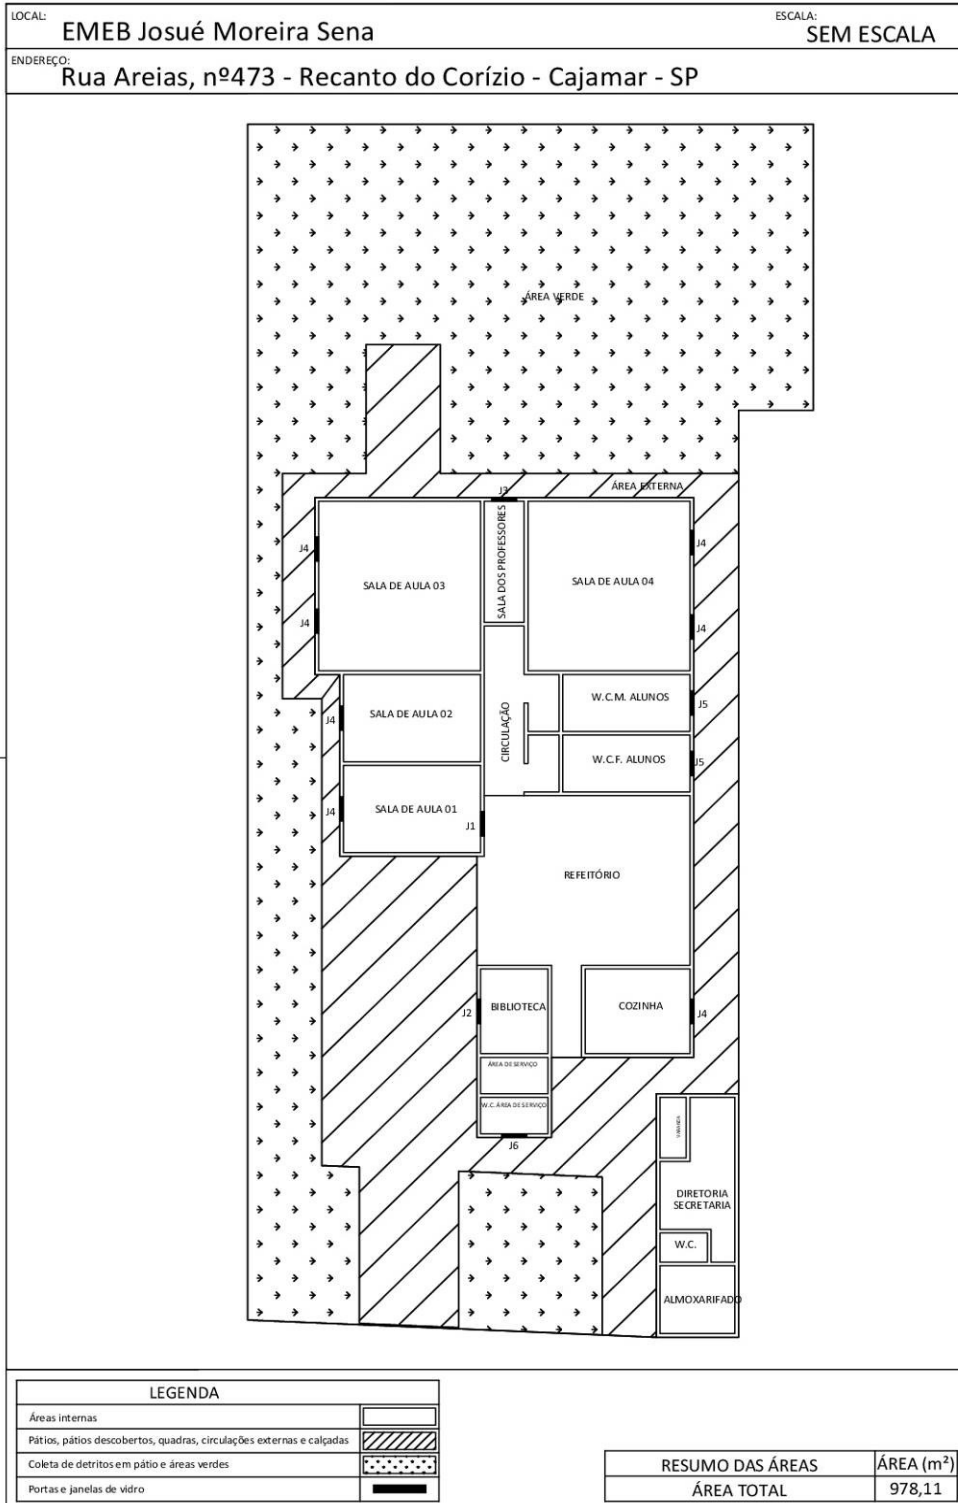 LOCAL:
EMEB Josué Moreira Sena
ESCALA:
SEM ESCALA
ENDEREÇO:
Rua Areias, nº473 - Recanto do Corízio - Cajamar - SP
ÁREA VERDE
ÁREA EXTERNA
J3
J4
SALA DE AULA 03
SALA DOS PROFESSORES
SALA DE AULA 04
J4
J4
J4
W.C.M. ALUNOS
J5
J4
SALA DE AULA 02
CIRCULAÇÃO
W.C.F. ALUNOS
J5
J4
SALA DE AULA 01
J1
REFEITÓRIO
J2
BIBLIOTECA
COZINHA
J4
ÁREA DE SERVIÇO
W.C. ÁREA DE SERVIÇO
J6
VARANDA
DIRETORIA
SECRETARIA
W.C.
ALMOXARIFADO
LEGENDA
Áreas internas
Pátios, pátios descobertos, quadras, circulações externas e calçadas
Coleta de detritos em pátio e áreas verdes
Portas e janelas de vidro
RESUMO DAS ÁREAS
ÁREA (m²)
ÁREA TOTAL
978,11